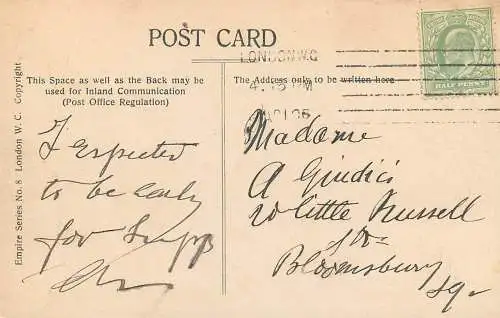 POST CARD
LONDON W.C
4.15 PM
This Space as well as the Back may be
used for Inland Communication
(Post Office Regulation)
The Address only to be written here
HALF PENNY
Empire Series No. 8 London W. C. Copyright
I expected
to be early
for
Madame
A Giudici
20 little Russell
St
Bloomsbury
Sq.